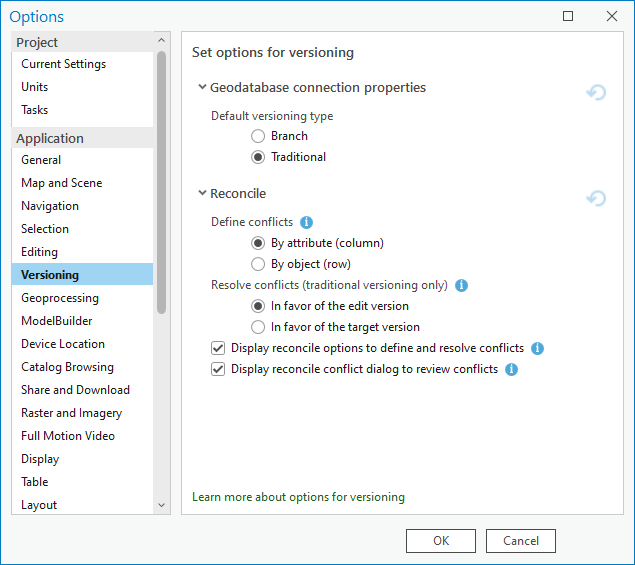 Options
Project
Current Settings
Units
Tasks
Application
General
Map and Scene
Navigation
Selection
Editing
Versioning
Geoprocessing
ModelBuilder
Device Location
Catalog Browsing
Share and Download
Raster and Imagery
Full Motion Video
Display
Table
Layout
Set options for versioning
Geodatabase connection properties
Default versioning type
Branch
Traditional
Reconcile
Define conflicts
By attribute (column)
By object (row)
Resolve conflicts (traditional versioning only)
In favor of the edit version
In favor of the target version
Display reconcile options to define and resolve conflicts
Display reconcile conflict dialog to review conflicts
Learn more about options for versioning
OK
Cancel